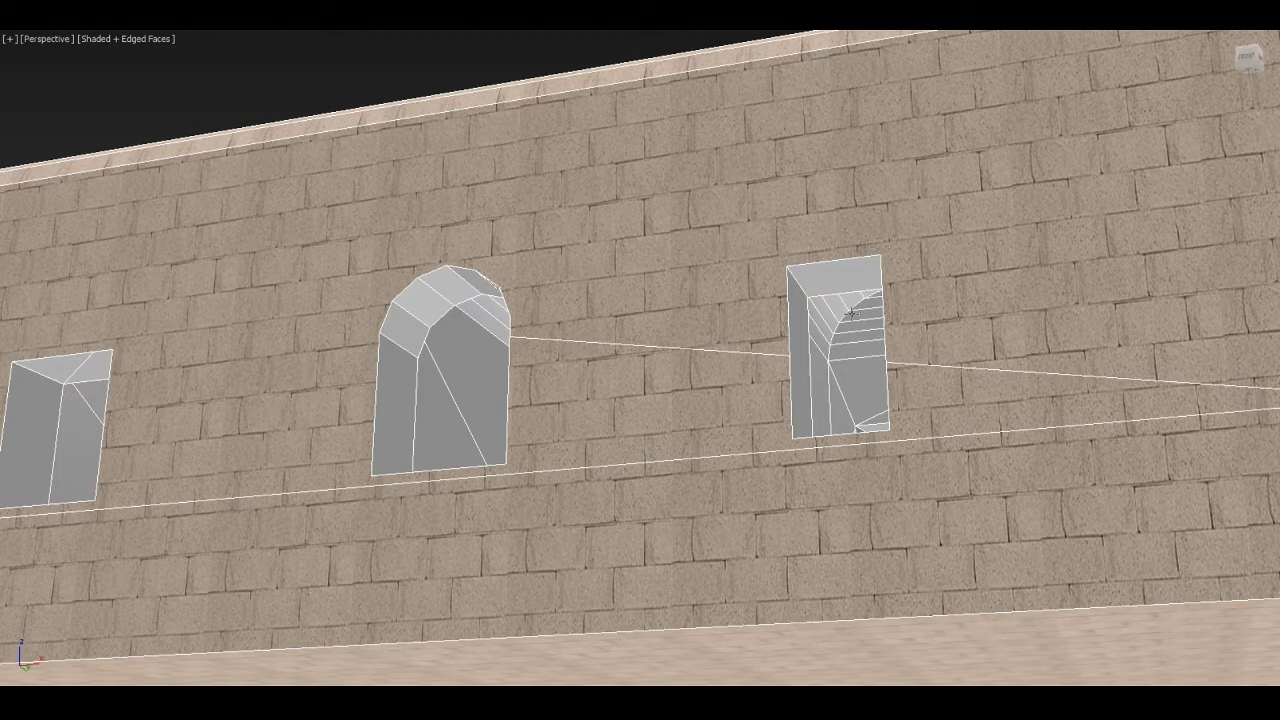 [+] [Perspective] [Shaded + Edged Faces]
z
x